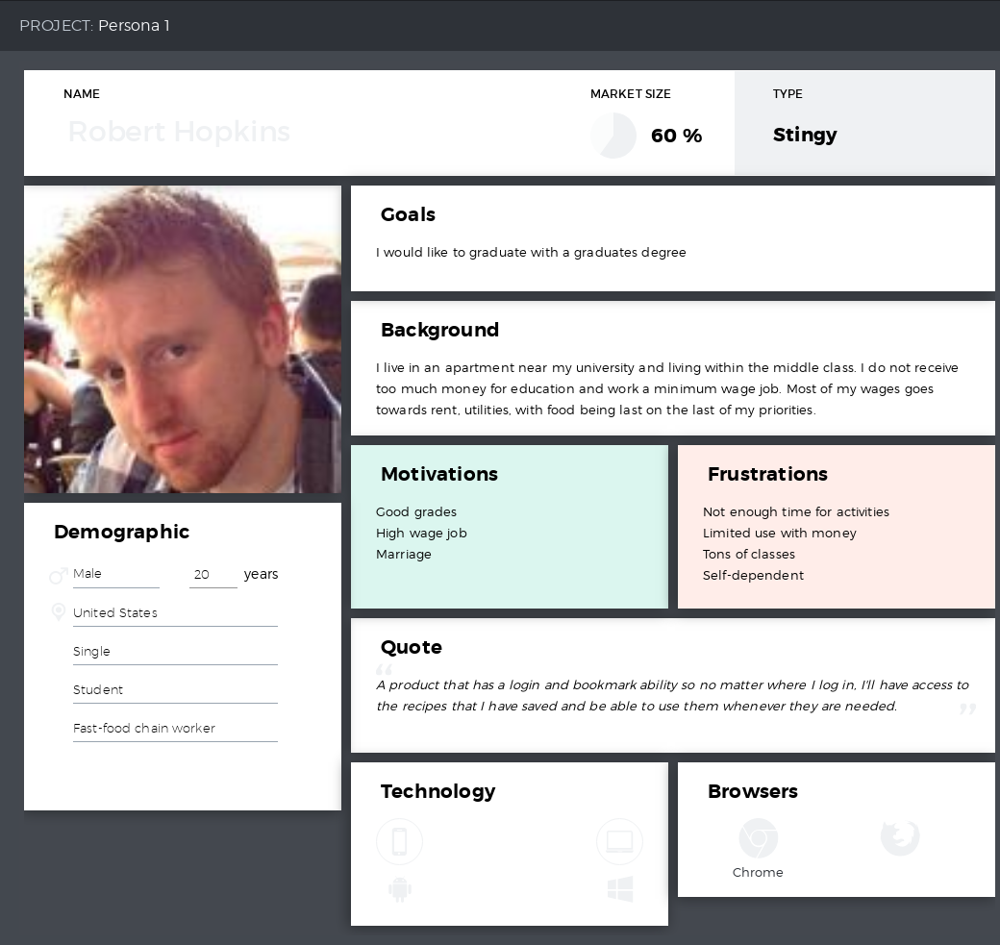 PROJECT: Persona 1
NAME
Robert Hopkins
MARKET SIZE
60 %
TYPE
Stingy
Goals
I would like to graduate with a graduates degree
Background
I live in an apartment near my university and living within the middle class. I do not receive
too much money for education and work a minimum wage job. Most of my wages goes
towards rent, utilities, with food being last on the last of my priorities.
Motivations
Good grades
High wage job
Marriage
Frustrations
Not enough time for activities
Limited use with money
Tons of classes
Self-dependent
Demographic
Male 20 years
United States
Single
Student
Fast-food chain worker
Quote
“
A product that has a login and bookmark ability so no matter where I log in, I'll have access to
the recipes that I have saved and be able to use them whenever they are needed.
”
Technology
Browsers
Chrome